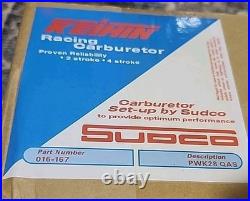 KEIHIN
Racing
Carburetor
Proven Reliability
• 2 stroke • 4 stroke
Carburetor
Set-up by Sudco
to provide optimum performance
SUDCO
Part Number
016-167
Description
PWK28 QAS